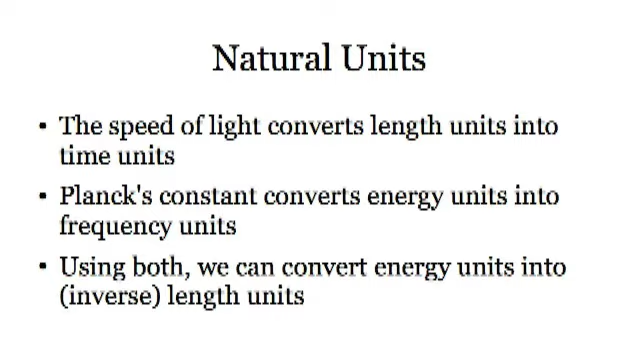 Natural Units
• The speed of light converts length units into
time units
• Planck's constant converts energy units into
frequency units
• Using both, we can convert energy units into
(inverse) length units